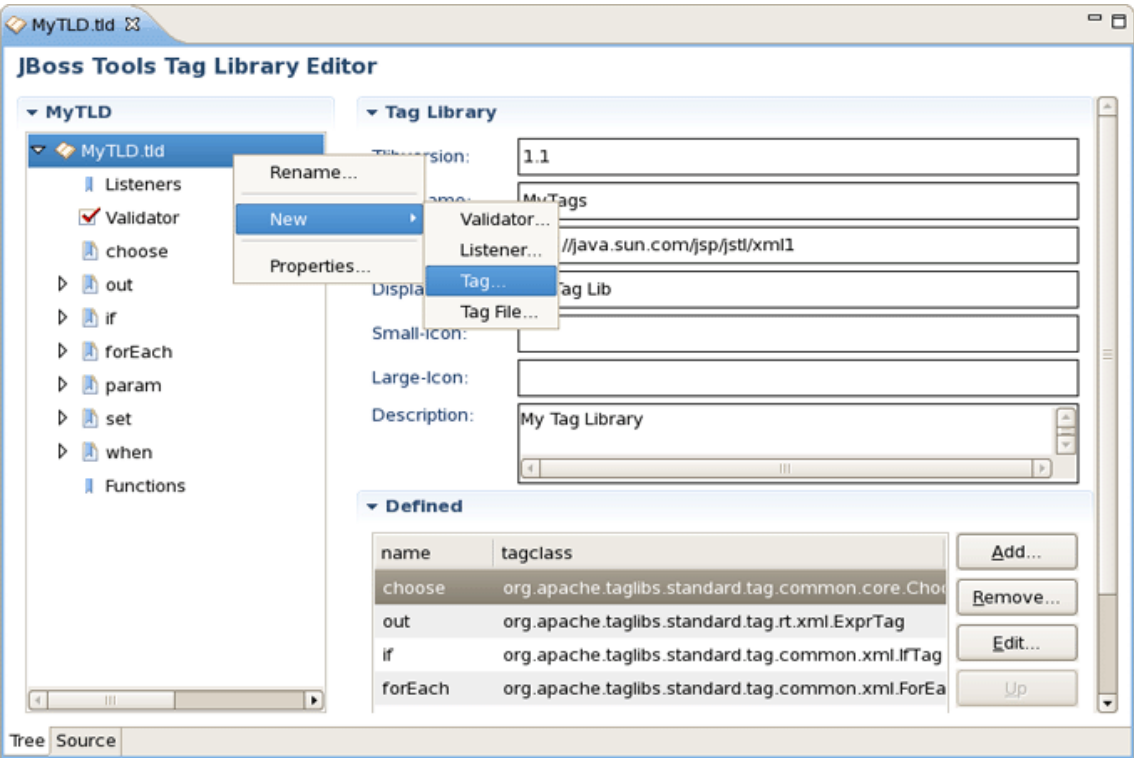 MyTLD.tld
JBoss Tools Tag Library Editor
MyTLD
MyTLD.tld
Listeners
Validator
choose
out
if
forEach
param
set
when
Functions
Rename...
New
Properties...
Validator...
Listener...
Tag...
Tag File...
Tag Library
1.1
MyTags
//java.sun.com/jsp/jstl/xml1
Tag Lib
Small-Icon:
Large-Icon:
Description:
My Tag Library
Defined
name tagclass
choose org.apache.taglibs.standard.tag.common.core.Choo
out org.apache.taglibs.standard.tag.rt.xml.ExprTag
if org.apache.taglibs.standard.tag.common.xml.IfTag
forEach org.apache.taglibs.standard.tag.common.xml.ForEa
Add...
Remove...
Edit...
Up
Tree Source